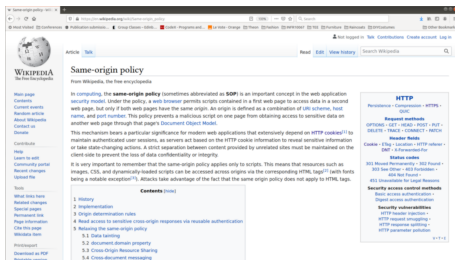 Same-origin policy
https://en.wikipedia.org/wiki/Same-origin_policy
Search
Most Visited
Not logged in Talk Contributions Create account Log in
Article Talk
Read Edit View history
Search Wikipedia
WIKIPEDIA
The Free Encyclopedia
Same-origin policy
From Wikipedia, the free encyclopedia
Main page
Contents
Current events
Random article
About Wikipedia
Contact us
Donate
Contribute
Help
Learn to edit
Community portal
Recent changes
Upload file
Tools
What links here
Related changes
Special pages
Permanent link
Page information
Cite this page
Wikidata item
Print/export
Download as PDF
In computing, the same-origin policy (sometimes abbreviated as SOP) is an important concept in the web application
security model. Under the policy, a web browser permits scripts contained in a first web page to access data in a second
web page, but only if both web pages have the same origin. An origin is defined as a combination of URI scheme, host
name, and port number. This policy prevents a malicious script on one page from obtaining access to sensitive data on
another web page through that page's Document Object Model.
This mechanism bears a particular significance for modern web applications that extensively depend on HTTP cookies[1] to
maintain authenticated user sessions, as servers act based on the HTTP cookie information to reveal sensitive information
or take state-changing actions. A strict separation between content provided by unrelated sites must be maintained on the
client-side to prevent the loss of data confidentiality or integrity.
It is very important to remember that the same-origin policy applies only to scripts. This means that resources such as
images, CSS, and dynamically-loaded scripts can be accessed across origins via the corresponding HTML tags[2] (with fonts
being a notable exception[3]). Attacks take advantage of the fact that the same origin policy does not apply to HTML tags.
Contents [hide]
1 History
2 Implementation
3 Origin determination rules
4 Read access to sensitive cross-origin responses via reusable authentication
5 Relaxing the same-origin policy
5.1 Data tainting
5.2 document.domain property
5.3 Cross-Origin Resource Sharing
5.4 Cross-document messaging
HTTP
Persistence · Compression · HTTPS ·
QUIC
Request methods
OPTIONS · GET · HEAD · POST · PUT ·
DELETE · TRACE · CONNECT · PATCH
Header fields
Cookie · ETag · Location · HTTP referer ·
DNT · X-Forwarded-For
Status codes
301 Moved Permanently · 302 Found ·
303 See Other · 403 Forbidden ·
404 Not Found ·
451 Unavailable for Legal Reasons
Security access control methods
Basic access authentication ·
Digest access authentication
Security vulnerabilities
HTTP header injection ·
HTTP request smuggling ·
HTTP response splitting ·
HTTP parameter pollution
V · T · E